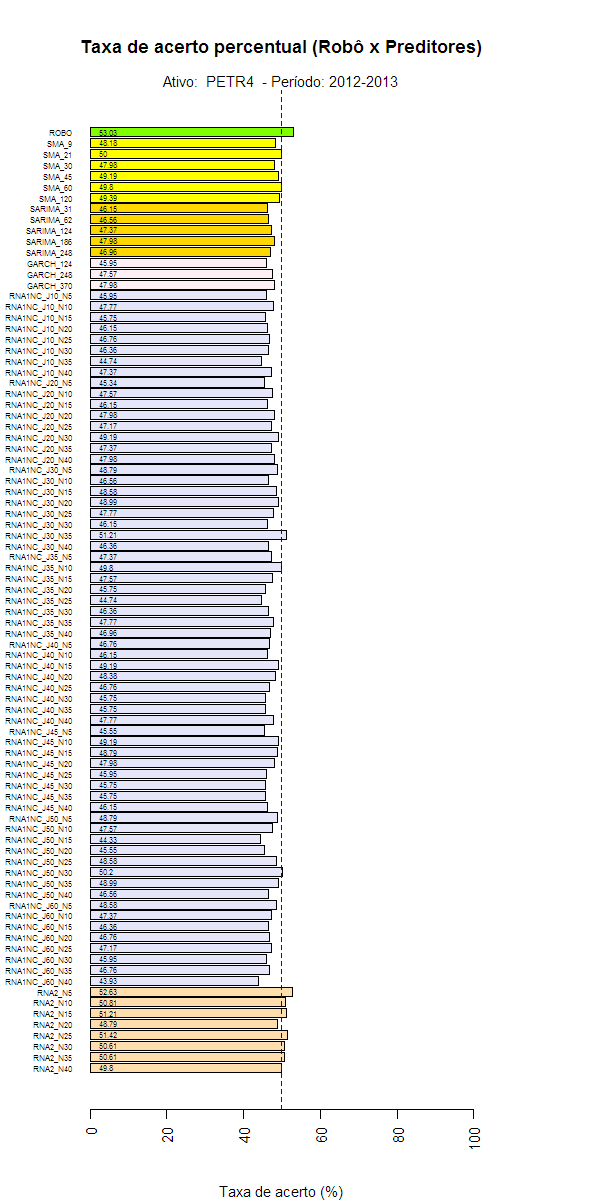 Taxa de acerto percentual (Robô x Preditores)
Ativo:  PETR4  - Período: 2012-2013
ROBO 53.03
SMA_9 48.18
SMA_21 50
SMA_30 47.98
SMA_45 49.19
SMA_60 49.8
SMA_120 49.39
SARIMA_31 46.15
SARIMA_62 46.56
SARIMA_124 47.37
SARIMA_186 47.98
SARIMA_248 46.96
GARCH_124 45.95
GARCH_248 47.57
GARCH_370 47.98
RNA1NC_J10_N5 45.95
RNA1NC_J10_N10 47.77
RNA1NC_J10_N15 45.75
RNA1NC_J10_N20 46.15
RNA1NC_J10_N25 46.76
RNA1NC_J10_N30 46.36
RNA1NC_J10_N35 44.74
RNA1NC_J10_N40 47.37
RNA1NC_J20_N5 45.34
RNA1NC_J20_N10 47.57
RNA1NC_J20_N15 46.15
RNA1NC_J20_N20 47.98
RNA1NC_J20_N25 47.17
RNA1NC_J20_N30 49.19
RNA1NC_J20_N35 47.37
RNA1NC_J20_N40 47.98
RNA1NC_J30_N5 48.79
RNA1NC_J30_N10 46.56
RNA1NC_J30_N15 48.58
RNA1NC_J30_N20 48.99
RNA1NC_J30_N25 47.77
RNA1NC_J30_N30 46.15
RNA1NC_J30_N35 51.21
RNA1NC_J30_N40 46.36
RNA1NC_J35_N5 47.37
RNA1NC_J35_N10 49.8
RNA1NC_J35_N15 47.57
RNA1NC_J35_N20 45.75
RNA1NC_J35_N25 44.74
RNA1NC_J35_N30 46.36
RNA1NC_J35_N35 47.77
RNA1NC_J35_N40 46.96
RNA1NC_J40_N5 46.76
RNA1NC_J40_N10 46.15
RNA1NC_J40_N15 49.19
RNA1NC_J40_N20 48.38
RNA1NC_J40_N25 46.76
RNA1NC_J40_N30 45.75
RNA1NC_J40_N35 45.75
RNA1NC_J40_N40 47.77
RNA1NC_J45_N5 45.55
RNA1NC_J45_N10 49.19
RNA1NC_J45_N15 48.79
RNA1NC_J45_N20 47.98
RNA1NC_J45_N25 45.95
RNA1NC_J45_N30 45.75
RNA1NC_J45_N35 45.75
RNA1NC_J45_N40 46.15
RNA1NC_J50_N5 48.79
RNA1NC_J50_N10 47.57
RNA1NC_J50_N15 44.33
RNA1NC_J50_N20 45.55
RNA1NC_J50_N25 48.58
RNA1NC_J50_N30 50.2
RNA1NC_J50_N35 48.99
RNA1NC_J50_N40 46.56
RNA1NC_J60_N5 48.58
RNA1NC_J60_N10 47.37
RNA1NC_J60_N15 46.36
RNA1NC_J60_N20 46.76
RNA1NC_J60_N25 47.17
RNA1NC_J60_N30 45.95
RNA1NC_J60_N35 46.76
RNA1NC_J60_N40 43.93
RNA2_N5 52.63
RNA2_N10 50.81
RNA2_N15 51.21
RNA2_N20 48.79
RNA2_N25 51.42
RNA2_N30 50.61
RNA2_N35 50.61
RNA2_N40 49.8
0 20 40 60 80 100
Taxa de acerto (%)